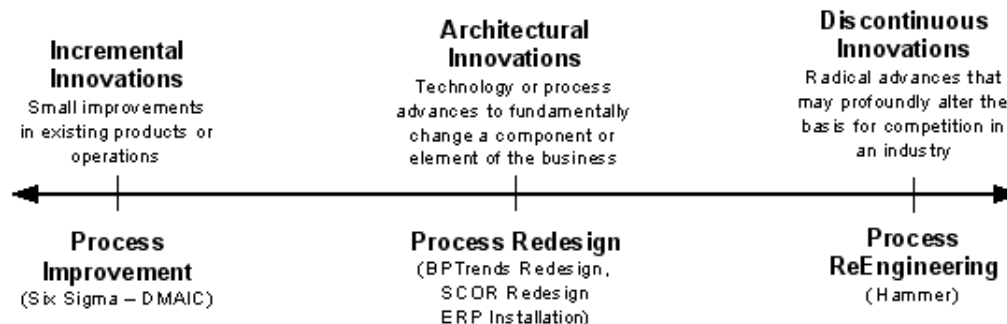 Incremental
Innovations
Small improvements
in existing products or
operations
Architectural
Innovations
Technology or process
advances to fundamentally
change a component or
element of the business
Discontinuous
Innovations
Radical advances that
may profoundly alter the
basis for competition in
an industry
Process
Improvement
(Six Sigma – DMAIC)
Process Redesign
(BPTrends Redesign,
SCOR Redesign
ERP Installation)
Process
ReEngineering
(Hammer)